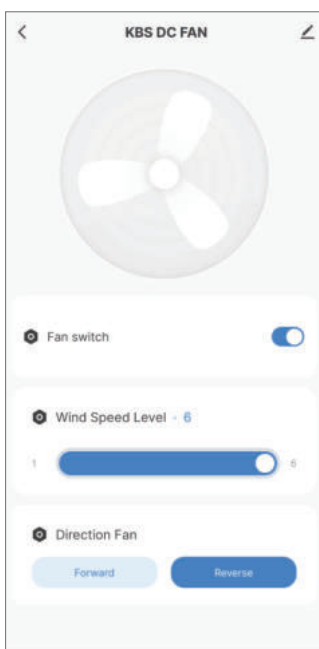 KBS DC FAN
Fan switch
Wind Speed Level - 6
1 6
Direction Fan
Forward Reverse